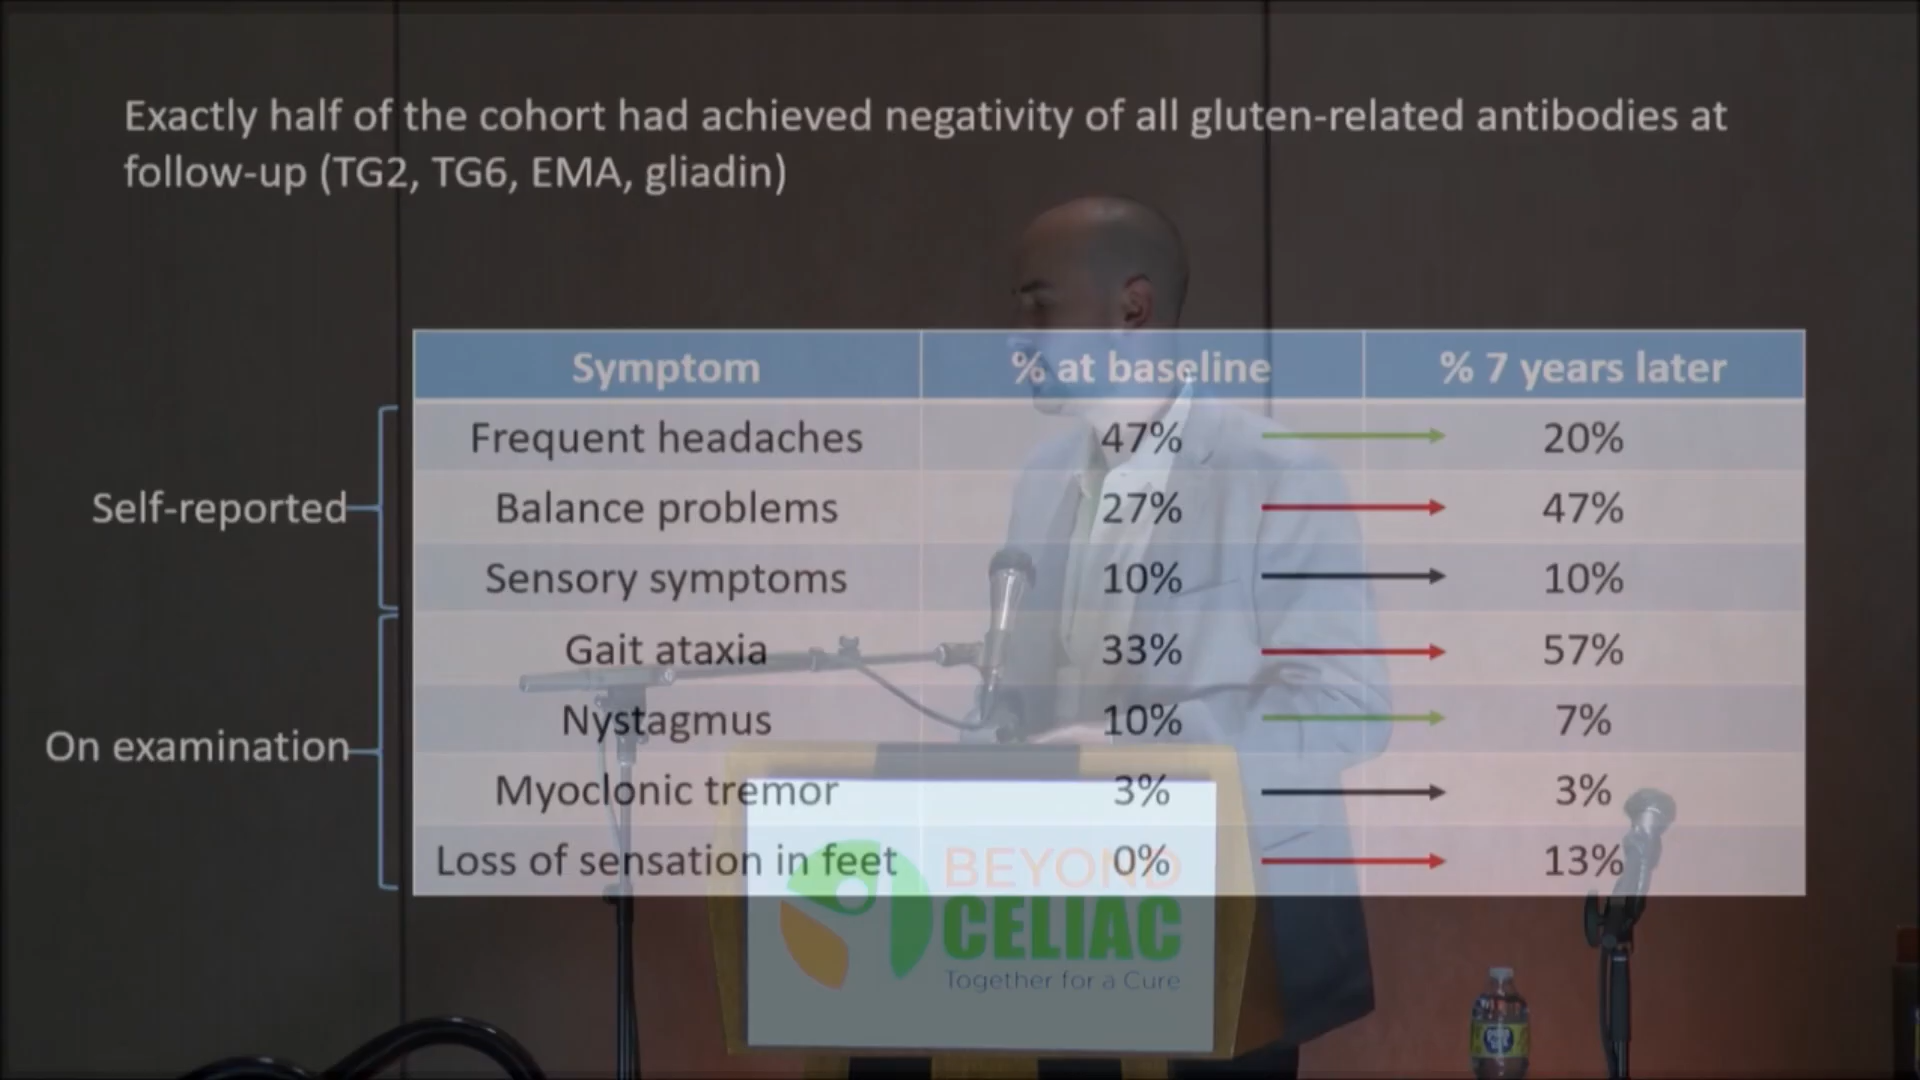 Exactly half of the cohort had achieved negativity of all gluten-related antibodies at
follow-up (TG2, TG6, EMA, gliadin)
Symptom % at baseline % 7 years later
Self-reported
Frequent headaches 47% 20%
Balance problems 27% 47%
Sensory symptoms 10% 10%
On examination
Gait ataxia 33% 57%
Nystagmus 10% 7%
Myoclonic tremor 3% 3%
Loss of sensation in feet 0% 13%
BEYOND
CELIAC
Together for a Cure